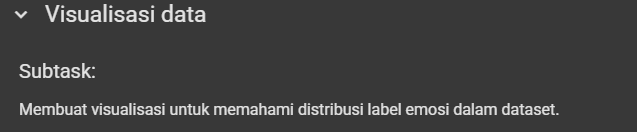 Visualisasi data
Subtask:
Membuat visualisasi untuk memahami distribusi label emosi dalam dataset.